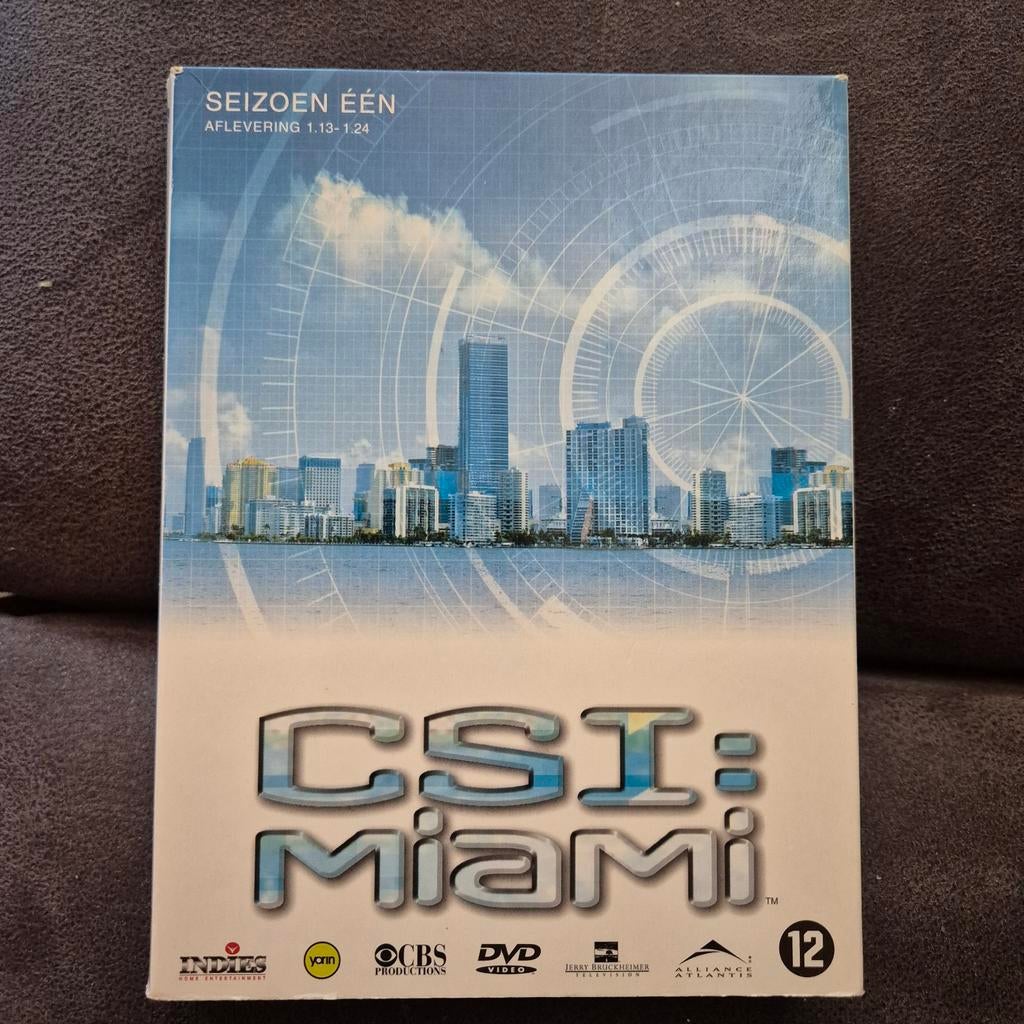 SEIZOEN ÉÉN
AFLEVERING 1.13-1.24
CSI:
Miami
TM
INDIES
HOME ENTERTAINMENT
yorin
CBS
PRODUCTIONS
DVD
VIDEO
JERRY BRUCKHEIMER
TELEVISION
ALLIANCE
ATLANTIS
12